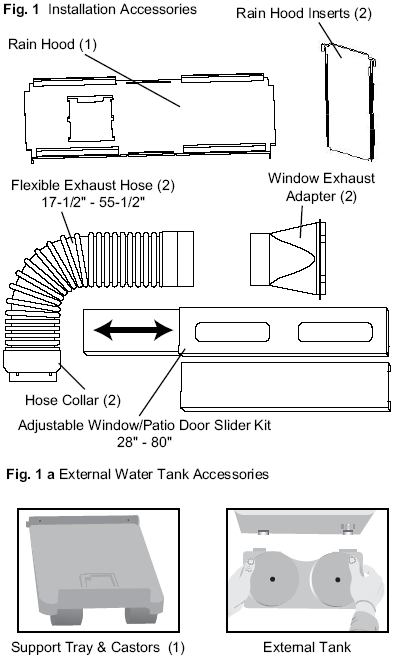 Fig. 1 Installation Accessories
Rain Hood Inserts (2)
Rain Hood (1)
Flexible Exhaust Hose (2)
17-1/2" - 55-1/2"
Window Exhaust
Adapter (2)
Hose Collar (2)
Adjustable Window/Patio Door Slider Kit
28" - 80"
Fig. 1 a External Water Tank Accessories
Support Tray & Castors (1)
External Tank